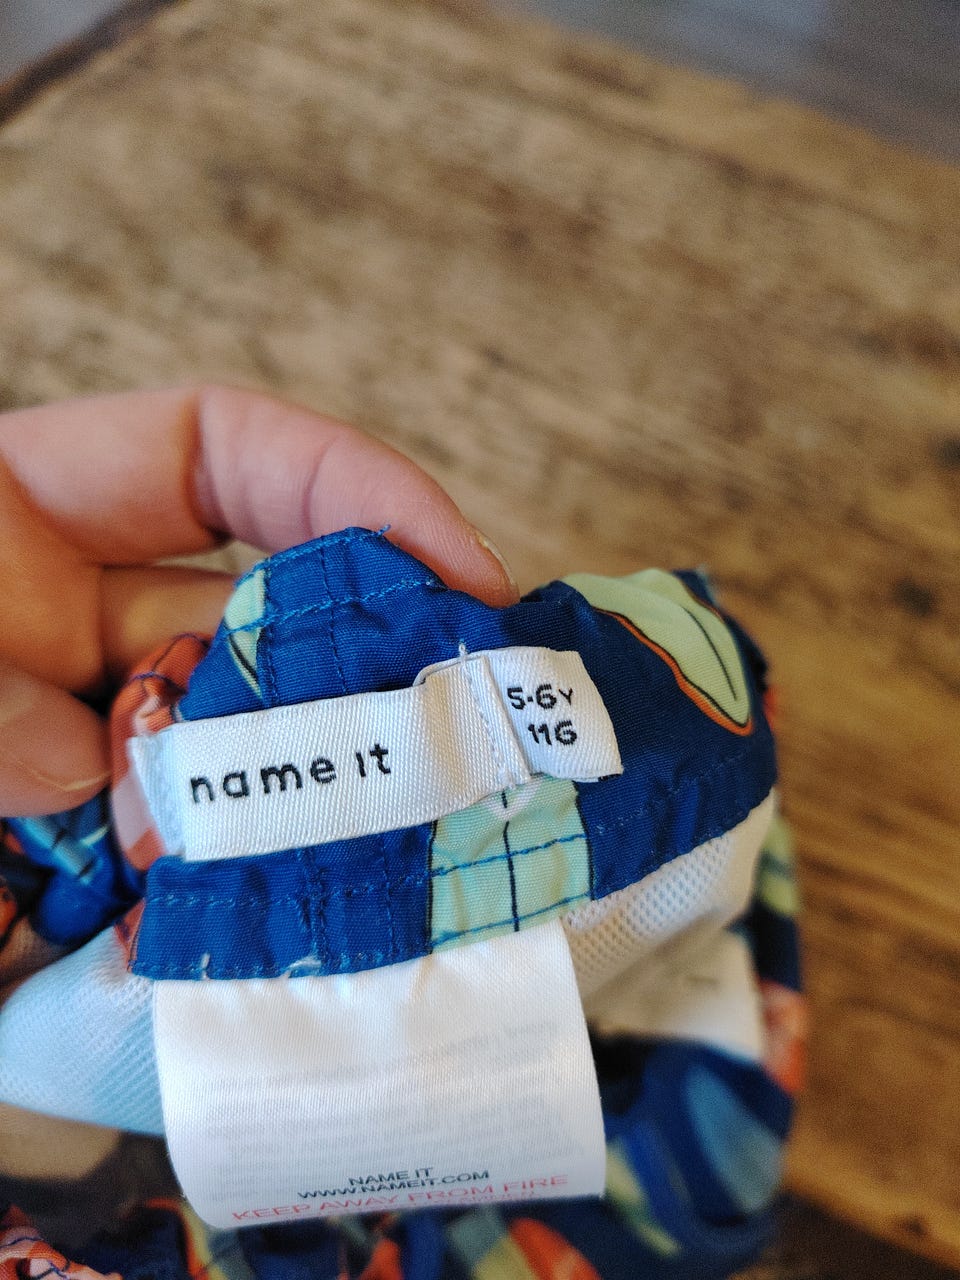 name it
5-6Y
116
NAME IT
WWW.NAMEIT.COM
KEEP AWAY FROM FIRE